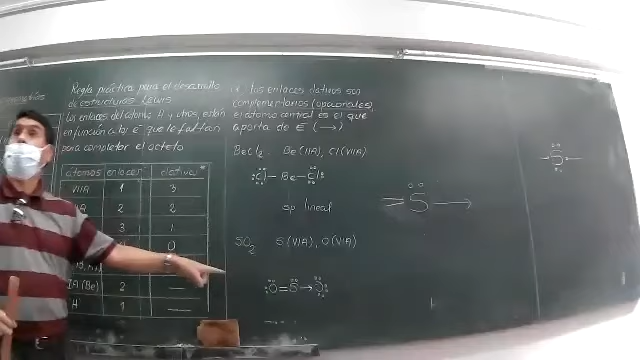 Regla práctica para el desarrollo
de estructuras Lewis
los enlaces del átomo, H y otros, están
en función a los e⁻ que le faltan
para completar el octeto
átomos enlaces dativos*
VIIA 1 3
2 2
3 1
0
IIA (Be) 2 —
H 1 —
los enlaces dativos son
complementarios (opcionales),
el átomo central es el que
aporta de e⁻ (→)
BeCl₂ Be(IIA), Cl(VIIA)
:Cl–Be–Cl:
sp lineal
SO₂ S(VIA), O(VIA)
:O=S→O:
=S→
–S–